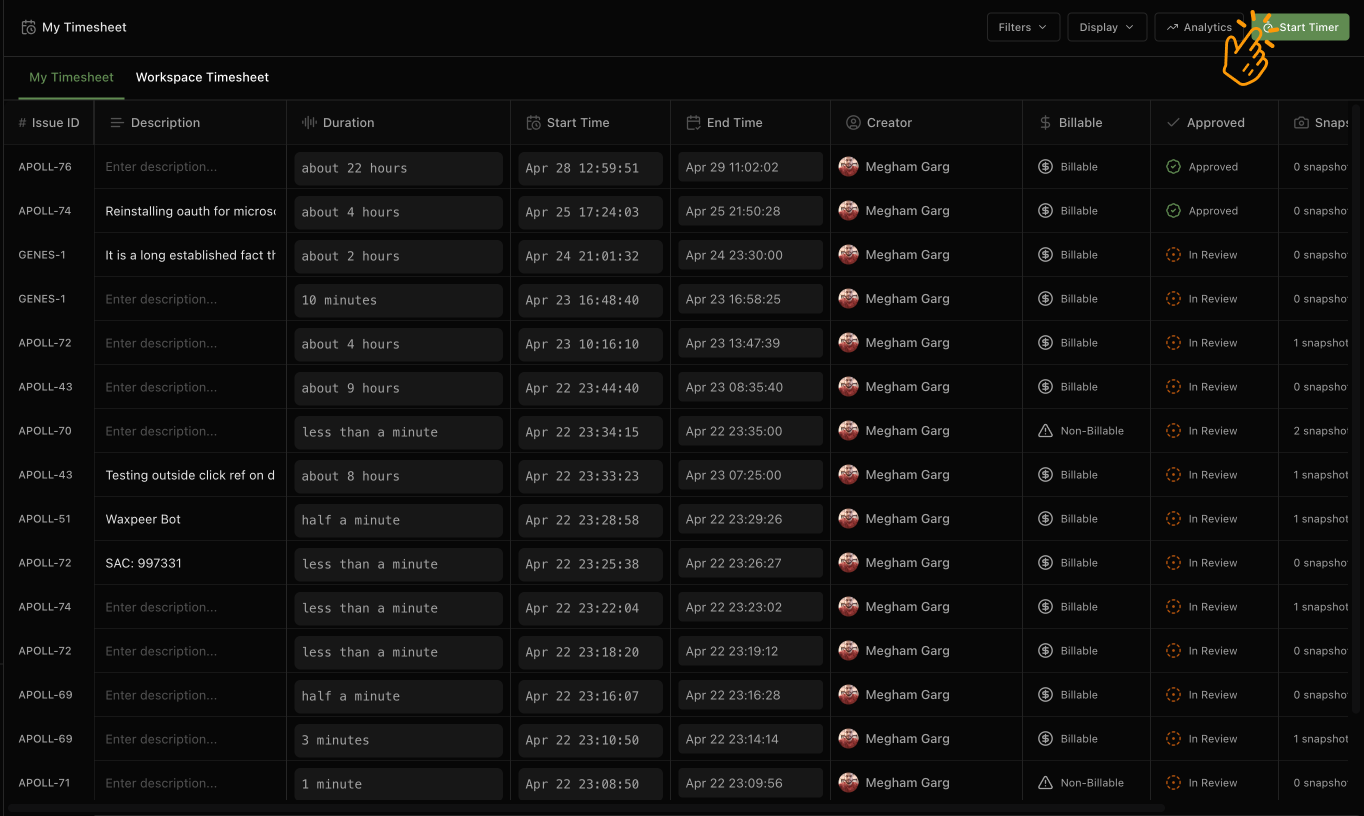 My Timesheet Filters Display Analytics Start Timer
My Timesheet Workspace Timesheet
# Issue ID Description Duration Start Time End Time Creator Billable Approved Snaps
APOLL-76 Enter description... about 22 hours Apr 28 12:59:51 Apr 29 11:02:02 Megham Garg Billable Approved 0 snapsho
APOLL-74 Reinstalling oauth for microso about 4 hours Apr 25 17:24:03 Apr 25 21:50:28 Megham Garg Billable Approved 0 snapsho
GENES-1 It is a long established fact th about 2 hours Apr 24 21:01:32 Apr 24 23:30:00 Megham Garg Billable In Review 0 snapsho
GENES-1 Enter description... 10 minutes Apr 23 16:48:40 Apr 23 16:58:25 Megham Garg Billable In Review 0 snapsho
APOLL-72 Enter description... about 4 hours Apr 23 10:16:10 Apr 23 13:47:39 Megham Garg Billable In Review 1 snapshot
APOLL-43 Enter description... about 9 hours Apr 22 23:44:40 Apr 23 08:35:40 Megham Garg Billable In Review 0 snapsho
APOLL-70 Enter description... less than a minute Apr 22 23:34:15 Apr 22 23:35:00 Megham Garg Non-Billable In Review 2 snapsho
APOLL-43 Testing outside click ref on d about 8 hours Apr 22 23:33:23 Apr 23 07:25:00 Megham Garg Billable In Review 1 snapshot
APOLL-51 Waxpeer Bot half a minute Apr 22 23:28:58 Apr 22 23:29:26 Megham Garg Billable In Review 1 snapshot
APOLL-72 SAC: 997331 less than a minute Apr 22 23:25:38 Apr 22 23:26:27 Megham Garg Billable In Review 0 snapsho
APOLL-74 Enter description... less than a minute Apr 22 23:22:04 Apr 22 23:23:02 Megham Garg Billable In Review 1 snapshot
APOLL-72 Enter description... less than a minute Apr 22 23:18:20 Apr 22 23:19:12 Megham Garg Billable In Review 1 snapshot
APOLL-69 Enter description... half a minute Apr 22 23:16:07 Apr 22 23:16:28 Megham Garg Billable In Review 0 snapsho
APOLL-69 Enter description... 3 minutes Apr 22 23:10:50 Apr 22 23:14:14 Megham Garg Billable In Review 1 snapshot
APOLL-71 Enter description... 1 minute Apr 22 23:08:50 Apr 22 23:09:56 Megham Garg Non-Billable In Review 0 snapsho